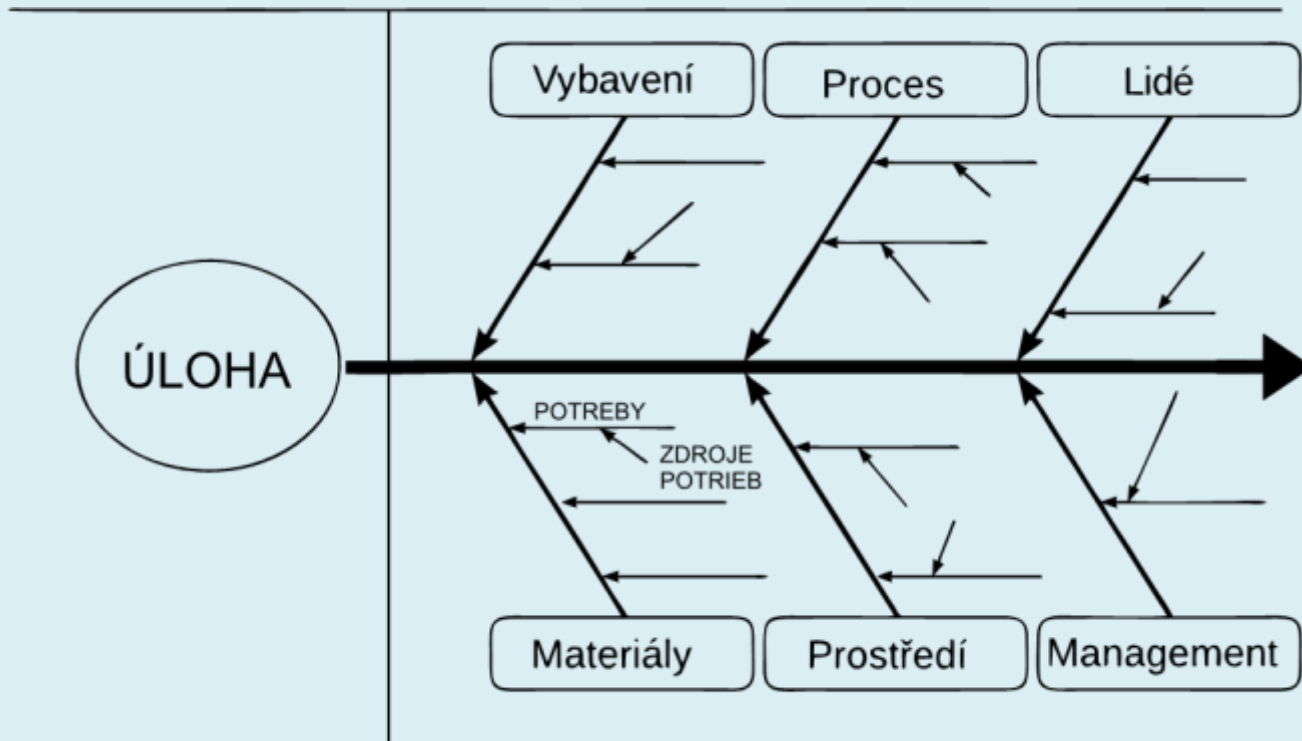 Vybavení
Proces
Lidé
ÚLOHA
POTREBY
ZDROJE
POTRIEB
Materiály
Prostředí
Management